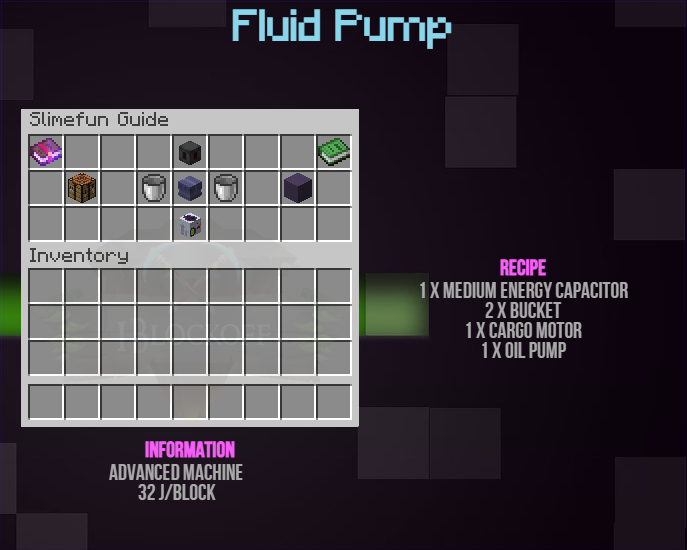 Fluid Pump
Slimefun Guide
Inventory
RECIPE
1 X MEDIUM ENERGY CAPACITOR
2 X BUCKET
1 X CARGO MOTOR
1 X OIL PUMP
INFORMATION
ADVANCED MACHINE
32 J/BLOCK